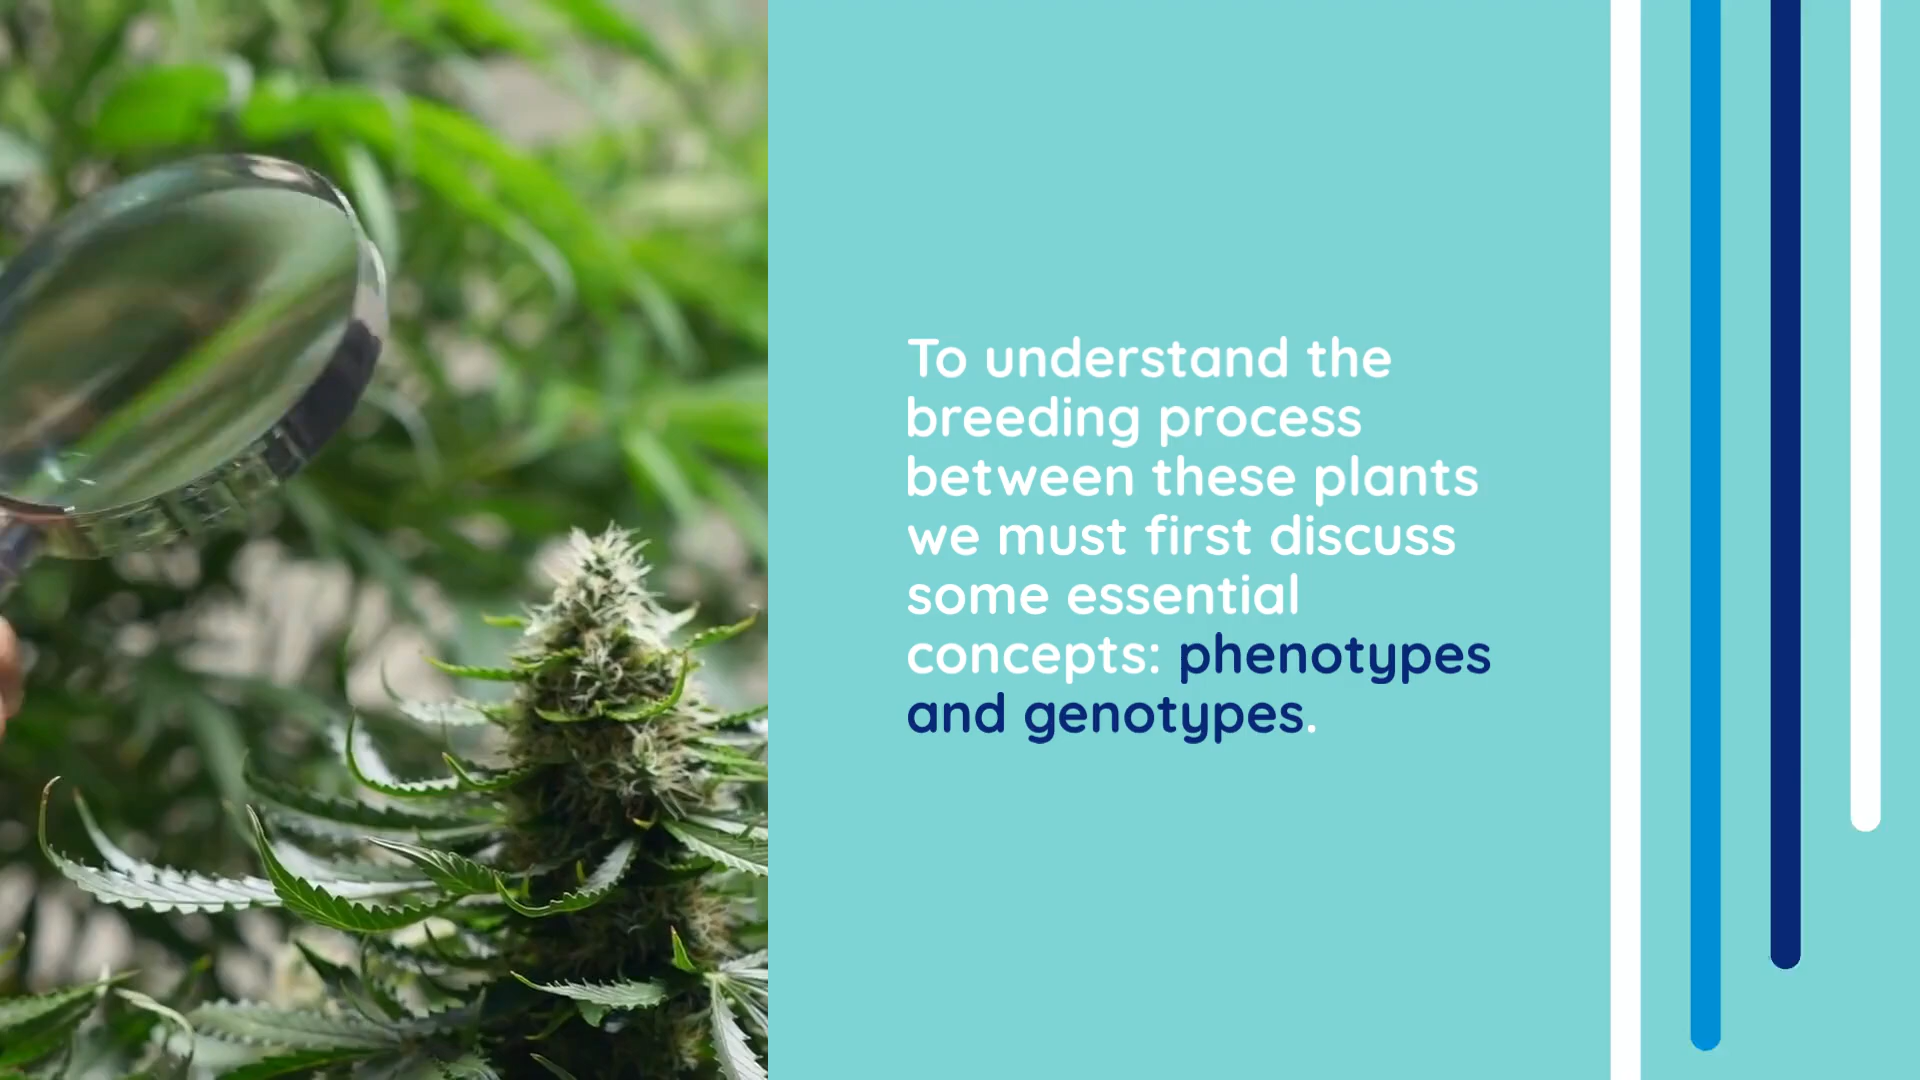 To understand the
breeding process
between these plants
we must first discuss
some essential
concepts: phenotypes
and genotypes.